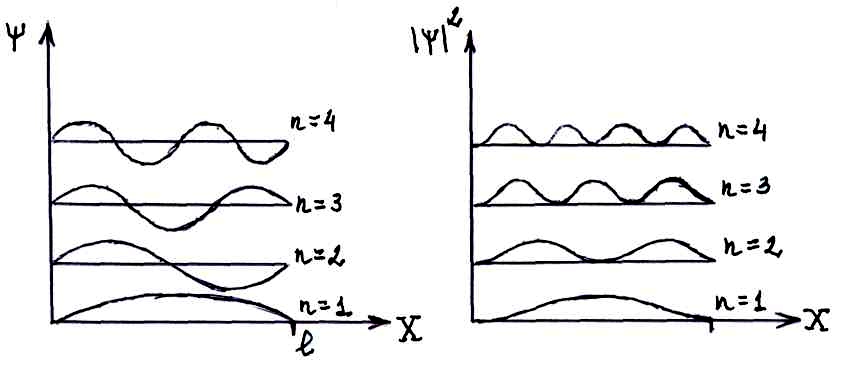 Ψ
n=4
n=3
n=2
n=1
X
ℓ
|Ψ|²
n=4
n=3
n=2
n=1
X